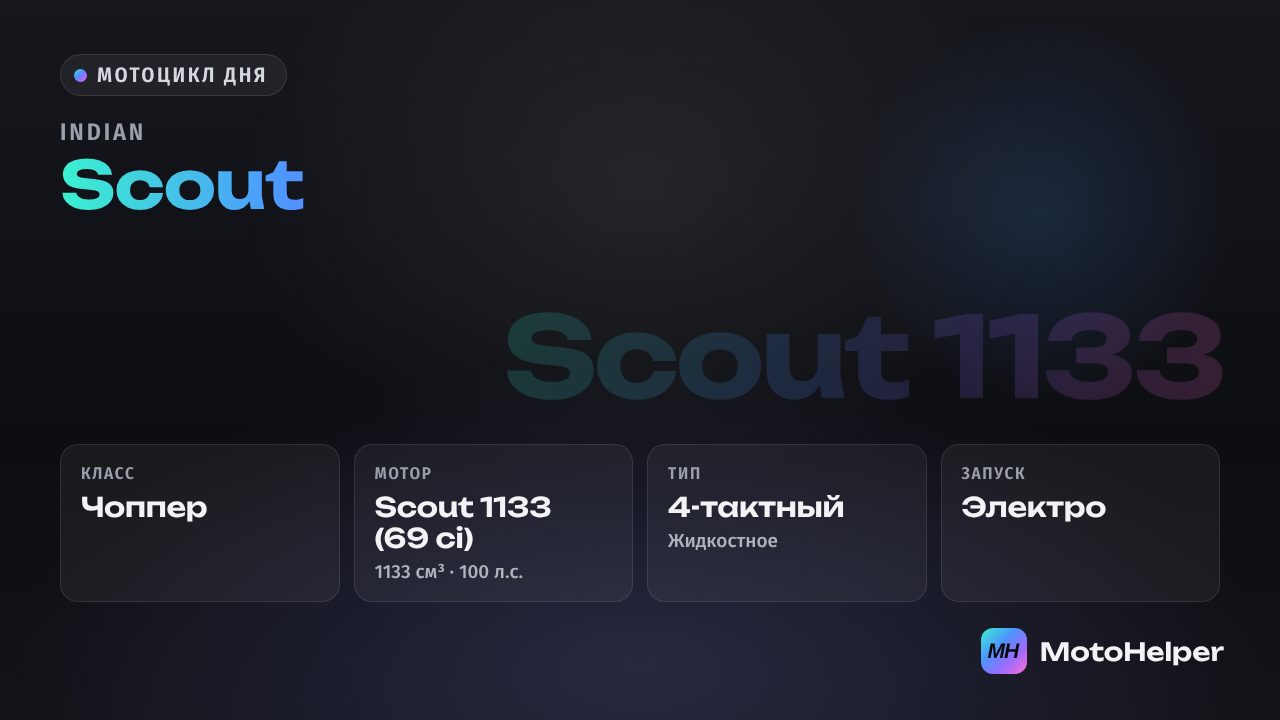 МОТОЦИКЛ ДНЯ
INDIAN
Scout
Scout 1133
КЛАСС
Чоппер
МОТОР
Scout 1133
(69 ci)
1133 см³ · 100 л.с.
ТИП
4-тактный
Жидкостное
ЗАПУСК
Электро
MH MotoHelper